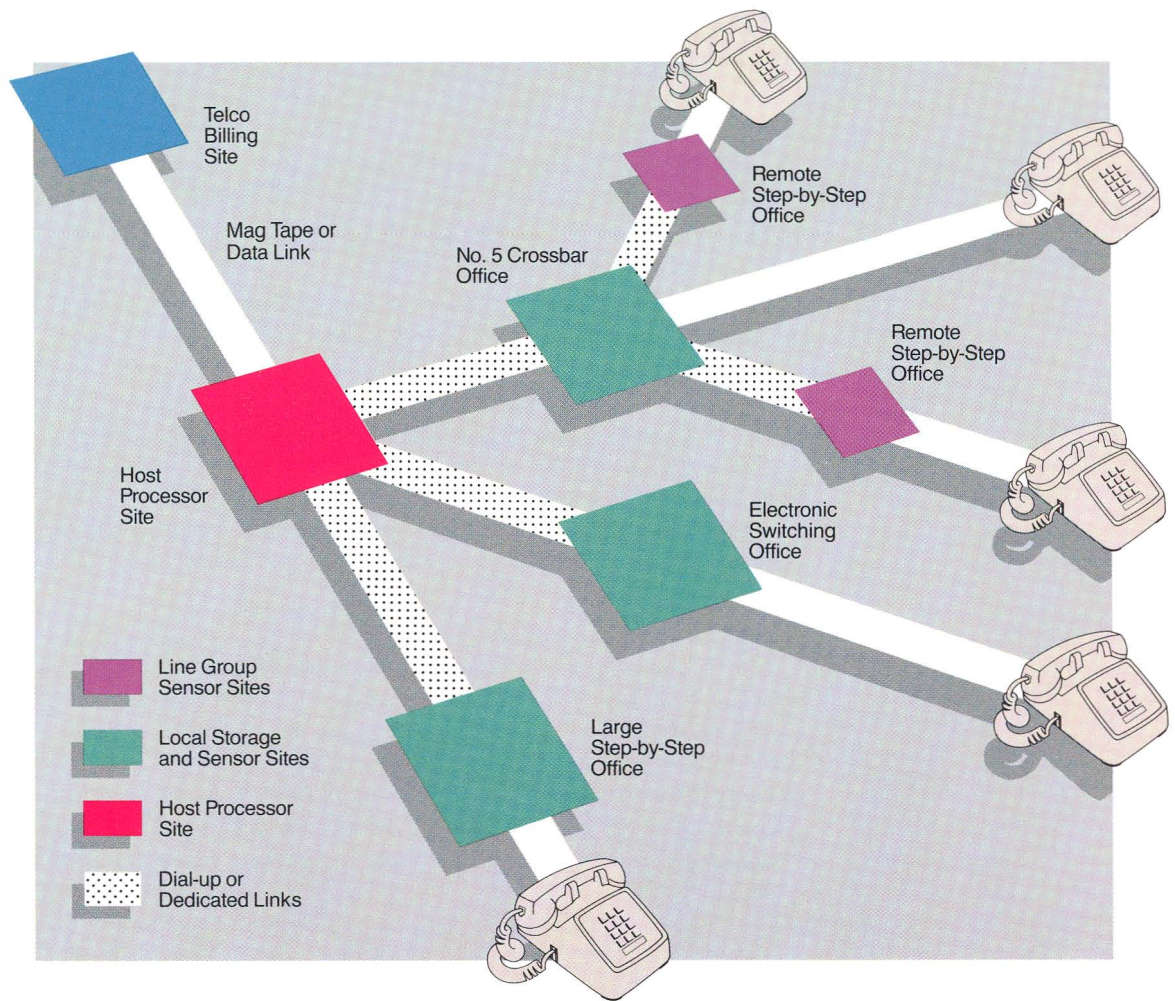 Telco
Billing
Site
Mag Tape or
Data Link
No. 5 Crossbar
Office
Remote
Step-by-Step
Office
Remote
Step-by-Step
Office
Host
Processor
Site
Electronic
Switching
Office
Large
Step-by-Step
Office
Line Group
Sensor Sites
Local Storage
and Sensor Sites
Host Processor
Site
Dial-up or
Dedicated Links